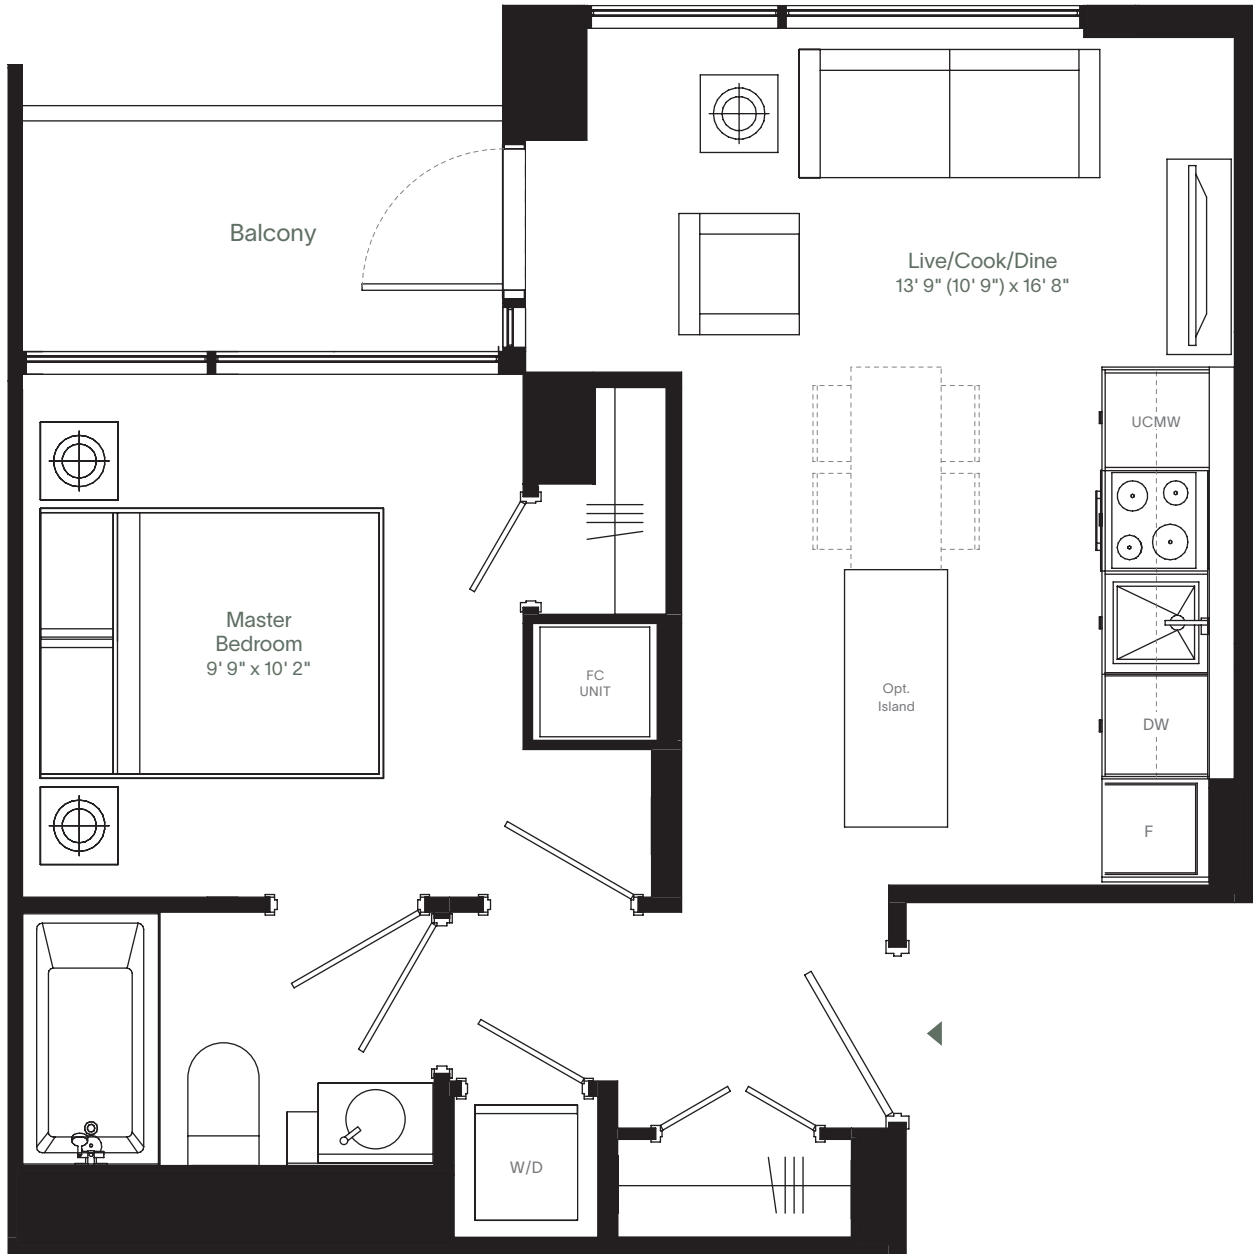 Balcony
Live/Cook/Dine
13' 9" (10' 9") x 16' 8"
UCMW
Master
Bedroom
9' 9" x 10' 2"
FC
UNIT
Opt.
Island
DW
F
W/D